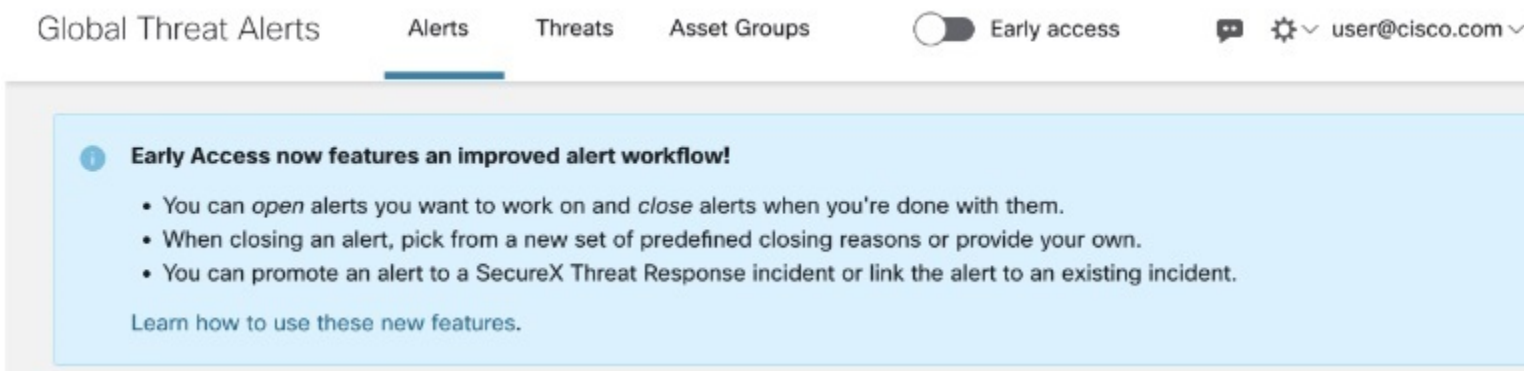 Global Threat Alerts Alerts Threats Asset Groups Early access user@cisco.com
Early Access now features an improved alert workflow!
• You can open alerts you want to work on and close alerts when you're done with them.
• When closing an alert, pick from a new set of predefined closing reasons or provide your own.
• You can promote an alert to a SecureX Threat Response incident or link the alert to an existing incident.
Learn how to use these new features.